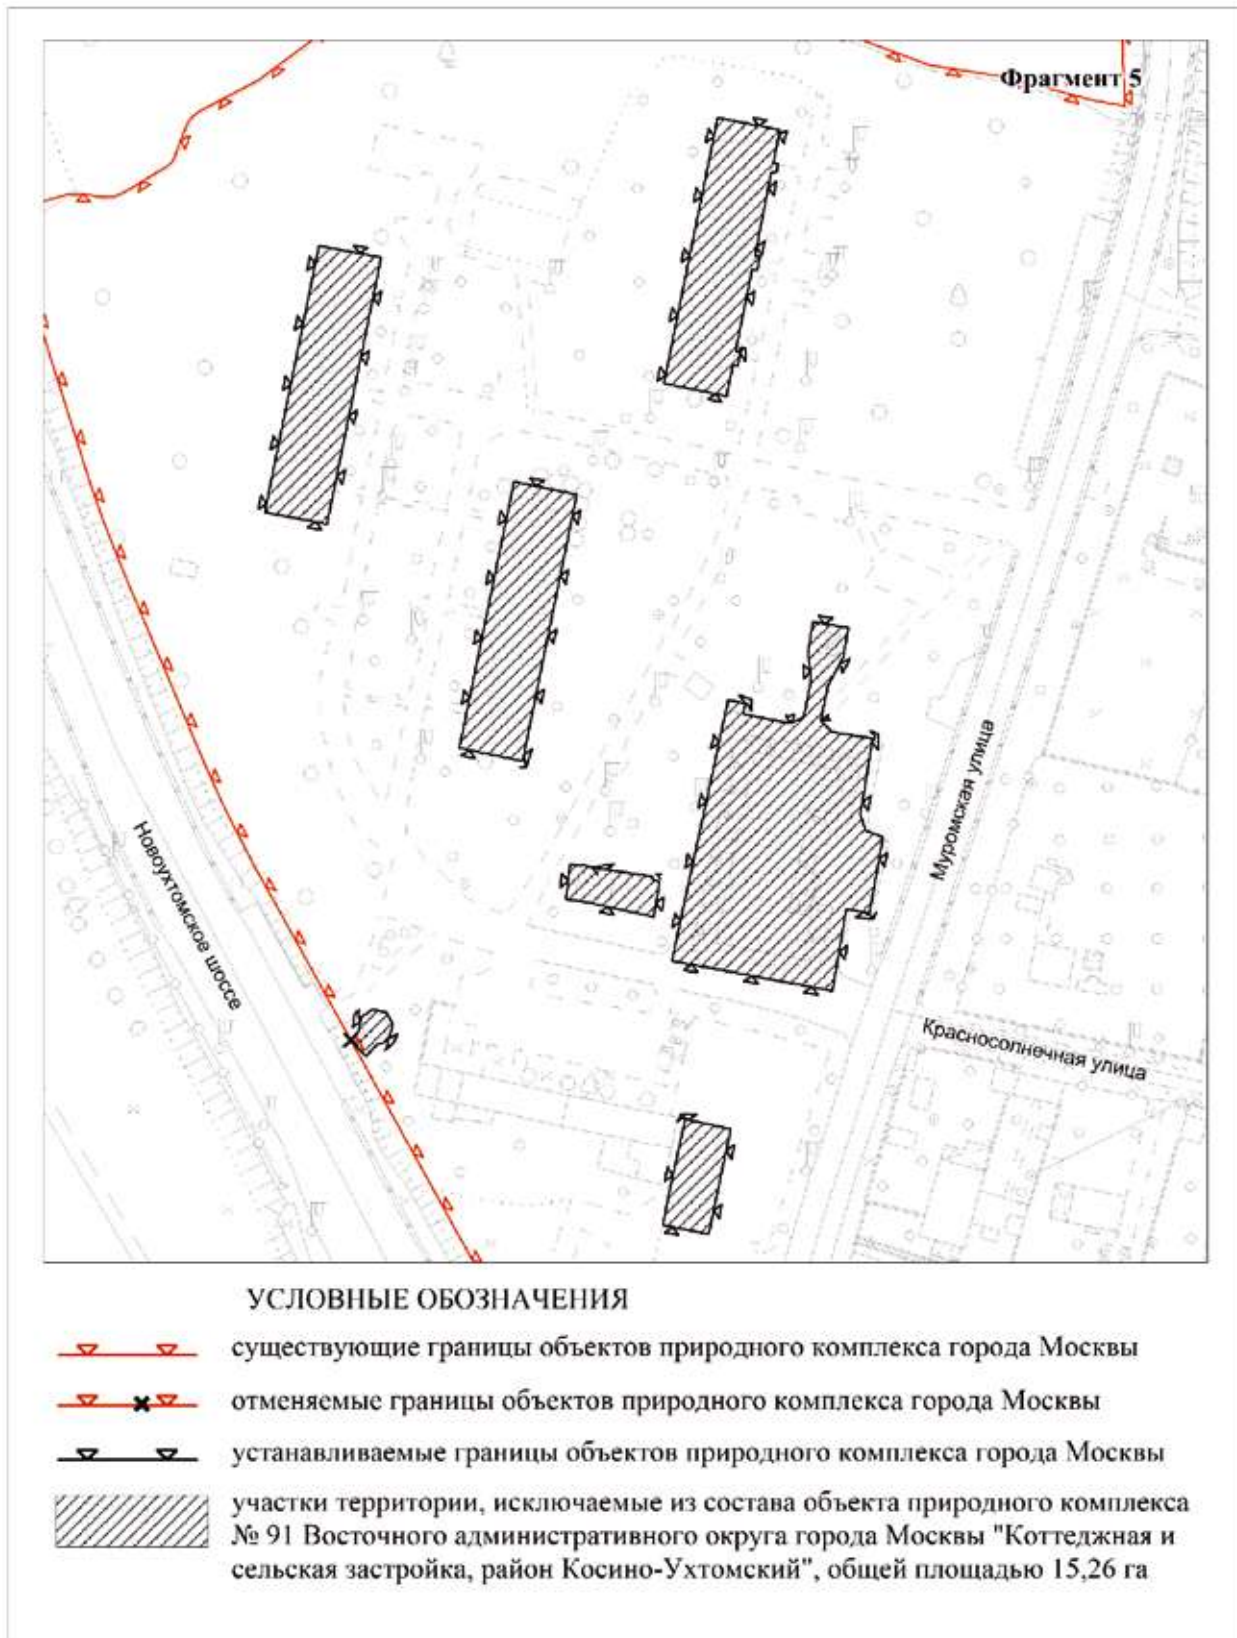 Фрагмент 5
Муромская улица
Новоухтомское шоссе
Красносолнечная улица
УСЛОВНЫЕ ОБОЗНАЧЕНИЯ
существующие границы объектов природного комплекса города Москвы
отменяемые границы объектов природного комплекса города Москвы
устанавливаемые границы объектов природного комплекса города Москвы
участки территории, исключаемые из состава объекта природного комплекса
№ 91 Восточного административного округа города Москвы "Коттеджная и
сельская застройка, район Косино-Ухтомский", общей площадью 15,26 га